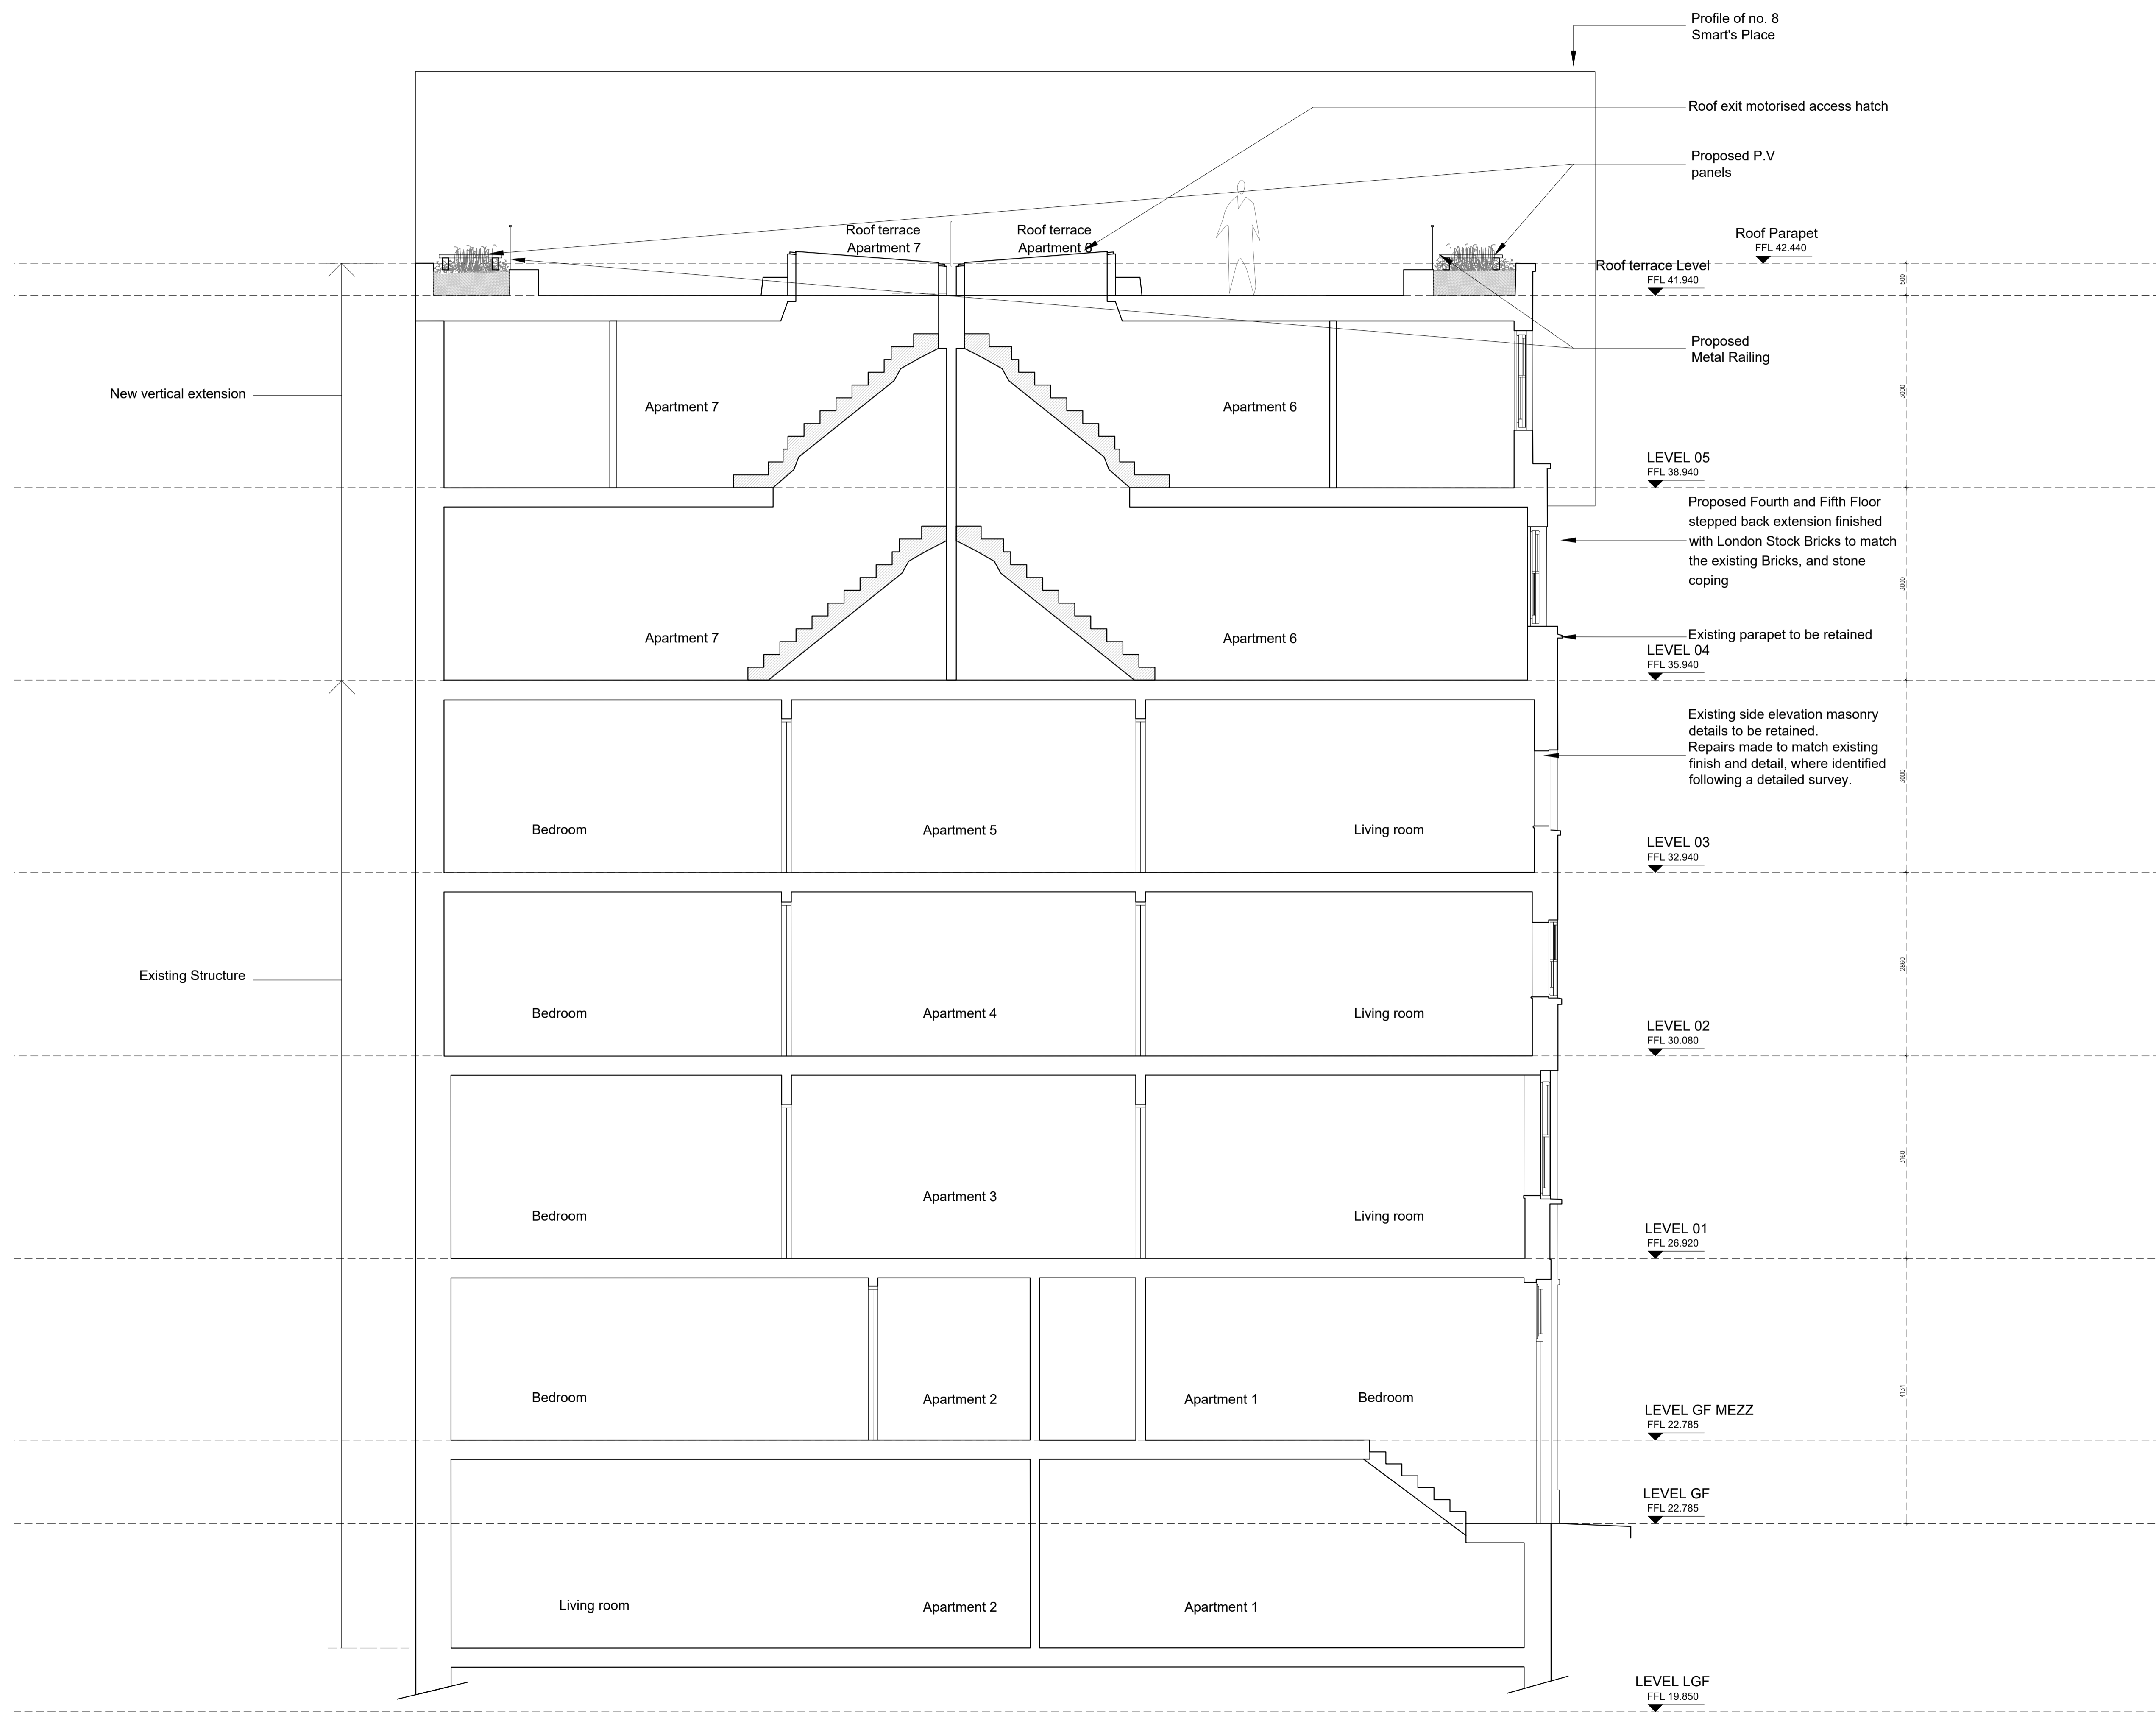 Profile of no. 8
Smart's Place
Roof exit motorised access hatch
Proposed P.V
panels
Roof terrace
Apartment 7
Roof terrace
Apartment 6
Roof Parapet
FFL 42.440
Roof terrace Level
FFL 41.940
500
Proposed
Metal Railing
New vertical extension
3000
Apartment 7
Apartment 6
LEVEL 05
FFL 38.940
Proposed Fourth and Fifth Floor
stepped back extension finished
with London Stock Bricks to match
the existing Bricks, and stone
coping
3000
Apartment 7
Apartment 6
Existing parapet to be retained
LEVEL 04
FFL 35.940
Existing side elevation masonry
details to be retained.
Repairs made to match existing
finish and detail, where identified
following a detailed survey.
3000
Bedroom
Apartment 5
Living room
LEVEL 03
FFL 32.940
Existing Structure
2860
Bedroom
Apartment 4
Living room
LEVEL 02
FFL 30.080
3160
Apartment 3
Bedroom
Living room
LEVEL 01
FFL 26.920
4134
Bedroom
Apartment 2
Apartment 1
Bedroom
LEVEL GF MEZZ
FFL 22.785
LEVEL GF
FFL 22.785
Living room
Apartment 2
Apartment 1
LEVEL LGF
FFL 19.850